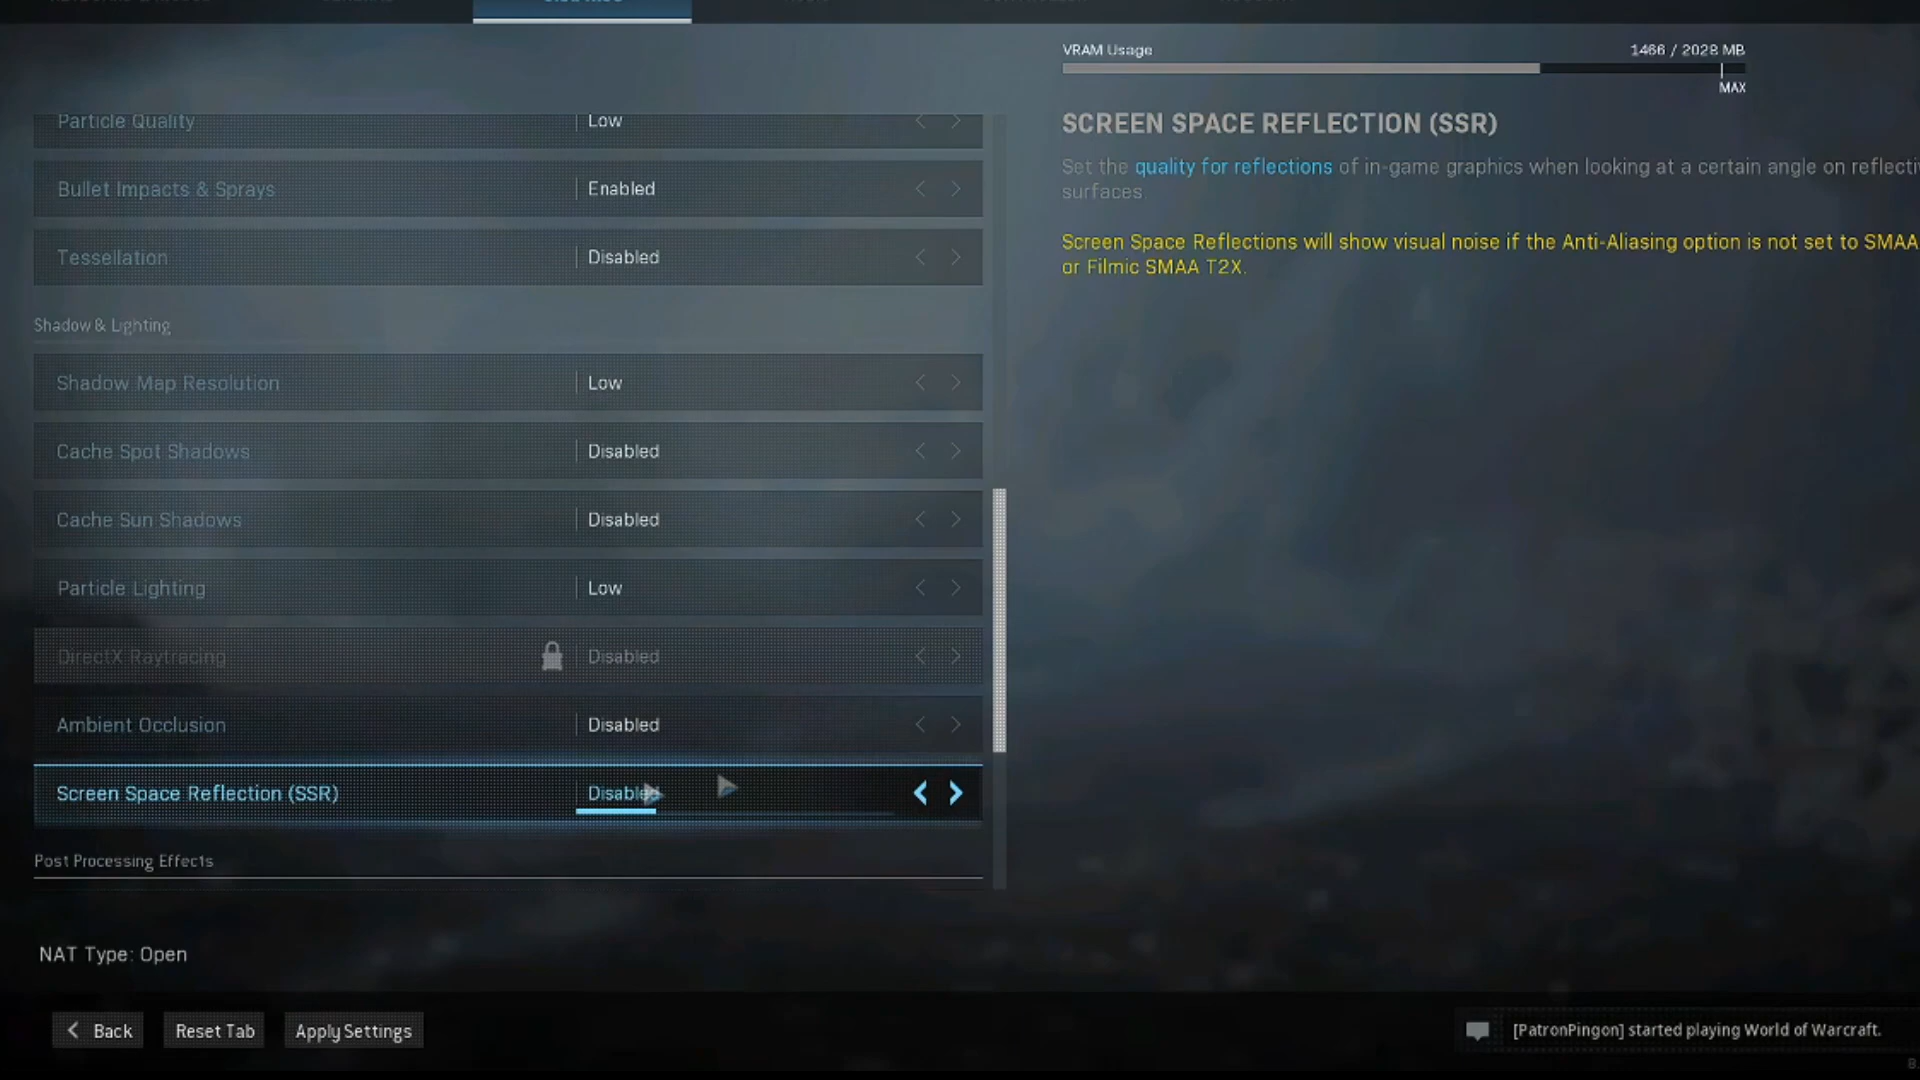 VRAM Usage
1466 / 2028 MB
MAX
Particle Quality
Low
Bullet Impacts & Sprays
Enabled
Tessellation
Disabled
Shadow & Lighting
Shadow Map Resolution
Low
Cache Spot Shadows
Disabled
Cache Sun Shadows
Disabled
Particle Lighting
Low
DirectX Raytracing
Disabled
Ambient Occlusion
Disabled
Screen Space Reflection (SSR)
Disabled
Post Processing Effects
SCREEN SPACE REFLECTION (SSR)
Set the quality for reflections of in-game graphics when looking at a certain angle on reflecti
surfaces.
Screen Space Reflections will show visual noise if the Anti-Aliasing option is not set to SMAA
or Filmic SMAA T2X.
NAT Type: Open
Back
Reset Tab
Apply Settings
[PatronPingon] started playing World of Warcraft.